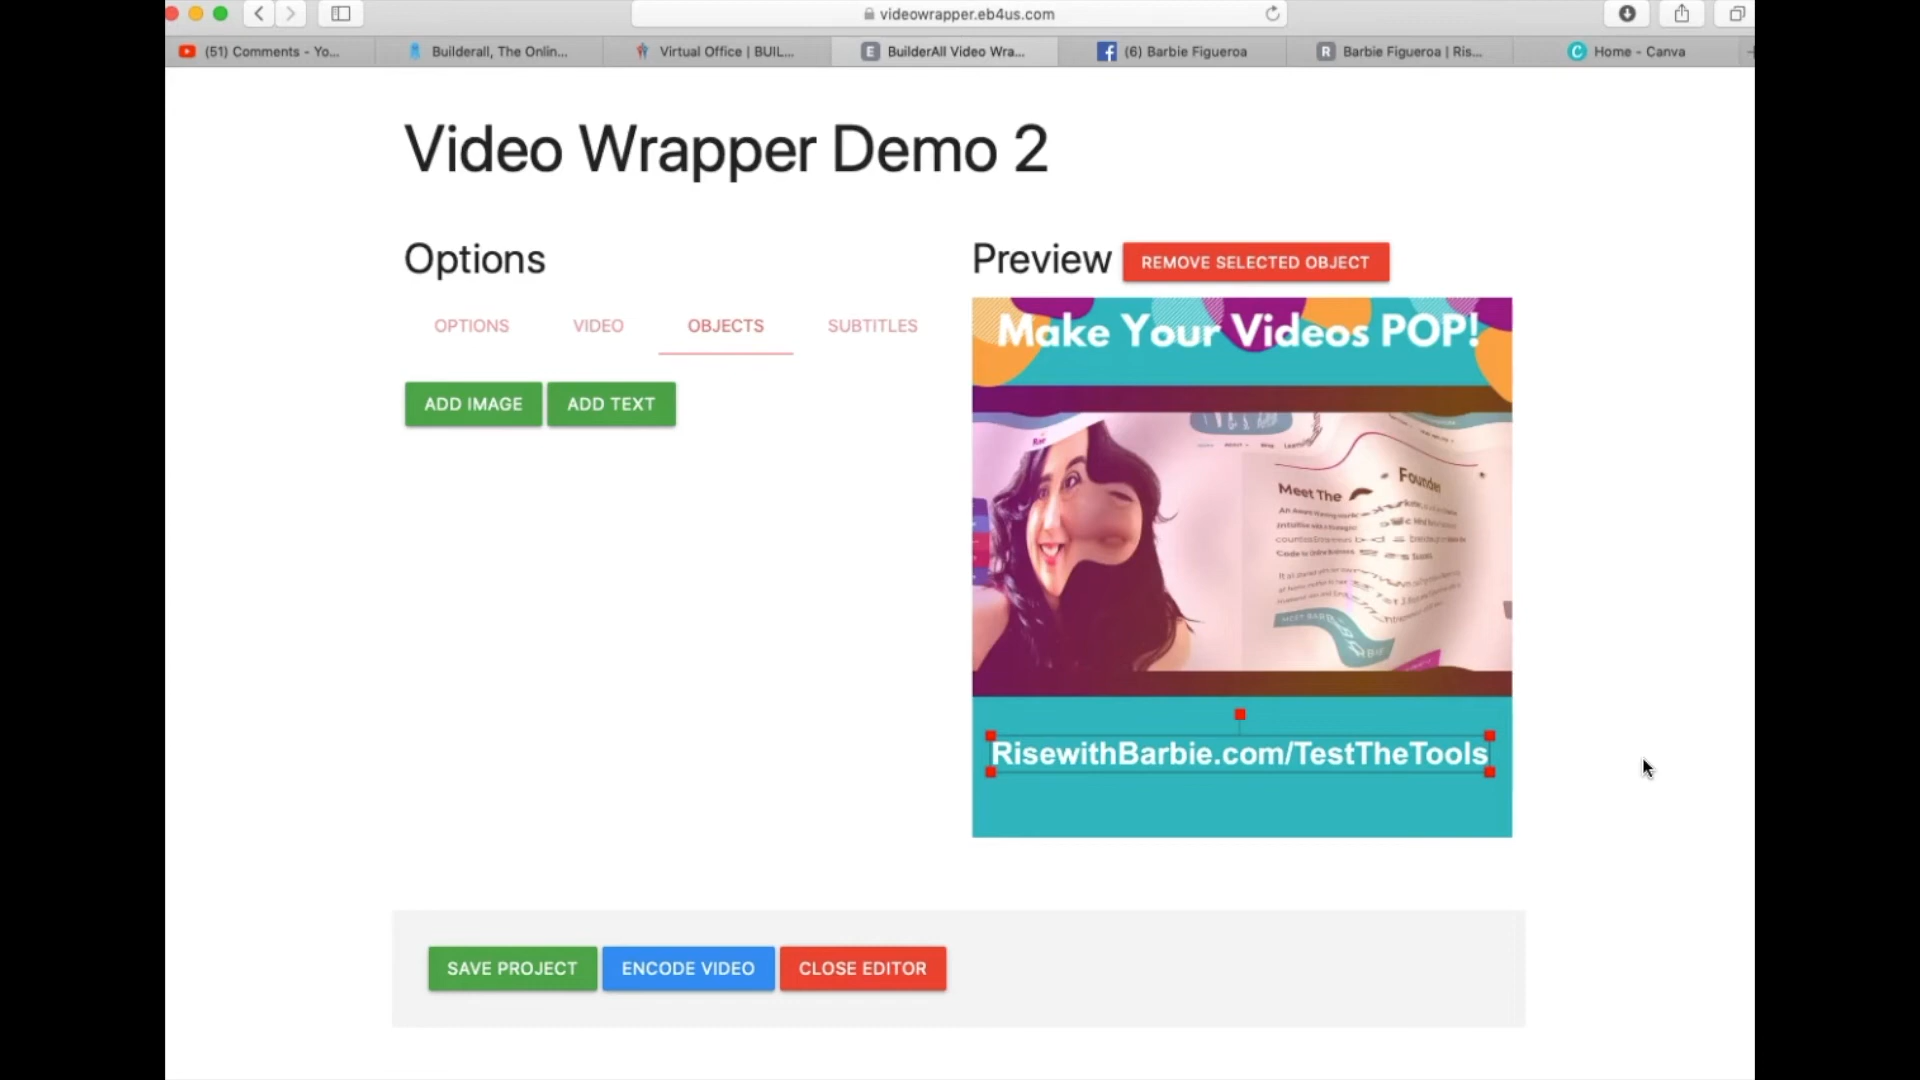 videowrapper.eb4us.com
(51) Comments - Yo...
Builderall, The Onlin...
Virtual Office | BUIL...
E BuilderAll Video Wra...
(6) Barbie Figueroa
R Barbie Figueroa | Ris...
C Home - Canva
Video Wrapper Demo 2
Options
Preview
REMOVE SELECTED OBJECT
OPTIONS
VIDEO
OBJECTS
SUBTITLES
ADD IMAGE
ADD TEXT
Make Your Videos POP!
Meet The
Founder
RisewithBarbie.com/TestTheTools
SAVE PROJECT
ENCODE VIDEO
CLOSE EDITOR